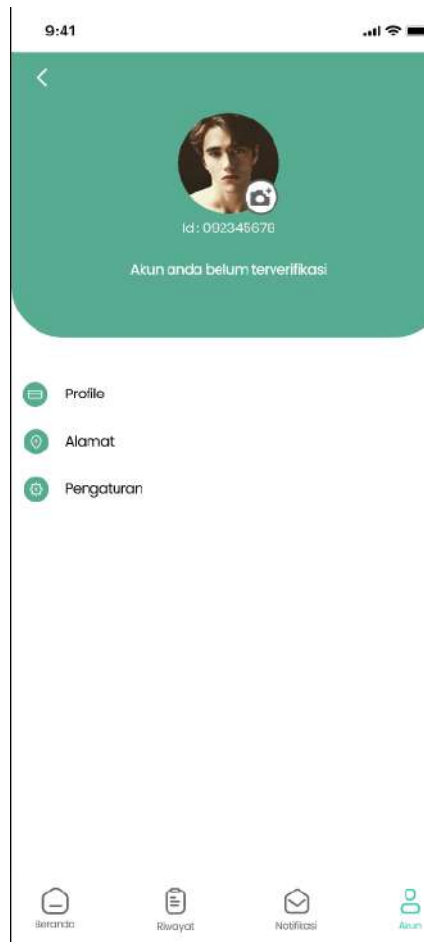 9:41
Id : 092345678
Akun anda belum terverifikasi
Profile
Alamat
Pengaturan
Beranda
Riwayat
Notifikasi
Akun